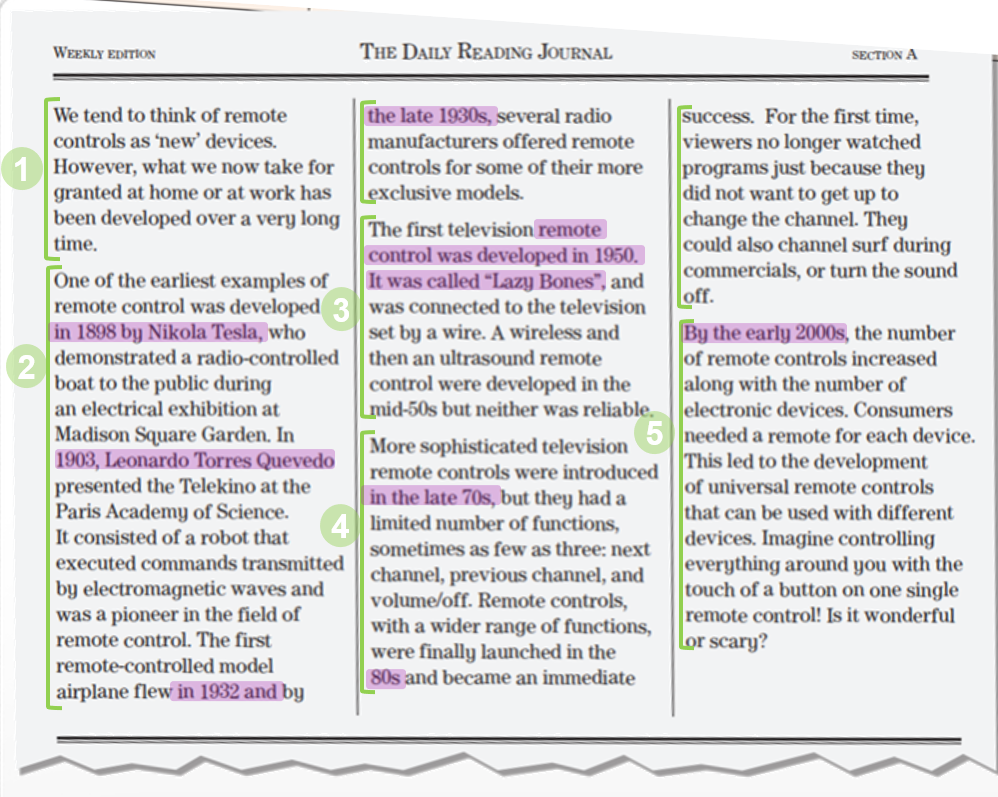 WEEKLY EDITION
THE DAILY READING JOURNAL
SECTION A
1
We tend to think of remote
controls as ‘new’ devices.
However, what we now take for
granted at home or at work has
been developed over a very long
time.
2
One of the earliest examples of
remote control was developed
in 1898 by Nikola Tesla, who
demonstrated a radio-controlled
boat to the public during
an electrical exhibition at
Madison Square Garden. In
1903, Leonardo Torres Quevedo
presented the Telekino at the
Paris Academy of Science.
It consisted of a robot that
executed commands transmitted
by electromagnetic waves and
was a pioneer in the field of
remote control. The first
remote-controlled model
airplane flew in 1932 and by
the late 1930s, several radio
manufacturers offered remote
controls for some of their more
exclusive models.
3
The first television remote
control was developed in 1950.
It was called “Lazy Bones”, and
was connected to the television
set by a wire. A wireless and
then an ultrasound remote
control were developed in the
mid-50s but neither was reliable.
4
More sophisticated television
remote controls were introduced
in the late 70s, but they had a
limited number of functions,
sometimes as few as three: next
channel, previous channel, and
volume/off. Remote controls,
with a wider range of functions,
were finally launched in the
80s and became an immediate
success. For the first time,
viewers no longer watched
programs just because they
did not want to get up to
change the channel. They
could also channel surf during
commercials, or turn the sound
off.
5
By the early 2000s, the number
of remote controls increased
along with the number of
electronic devices. Consumers
needed a remote for each device.
This led to the development
of universal remote controls
that can be used with different
devices. Imagine controlling
everything around you with the
touch of a button on one single
remote control! Is it wonderful
or scary?